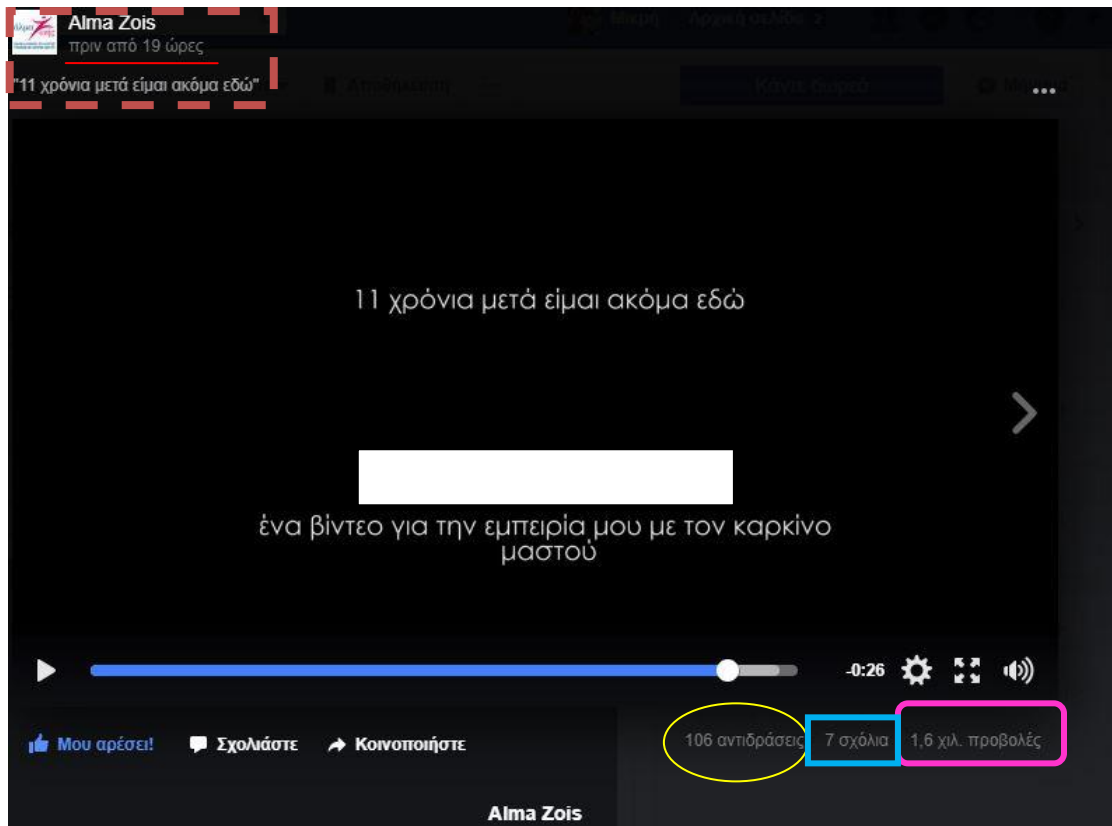 Alma Zois
πριν από 19 ώρες
"11 χρόνια μετά είμαι ακόμα εδώ"
11 χρόνια μετά είμαι ακόμα εδώ
ένα βίντεο για την εμπειρία μου με τον καρκίνο
μαστού
-0:26
Μου αρέσει! Σχολιάστε Κοινοποιήστε
106 αντιδράσεις 7 σχόλια 1,6 χιλ. προβολές
Alma Zois